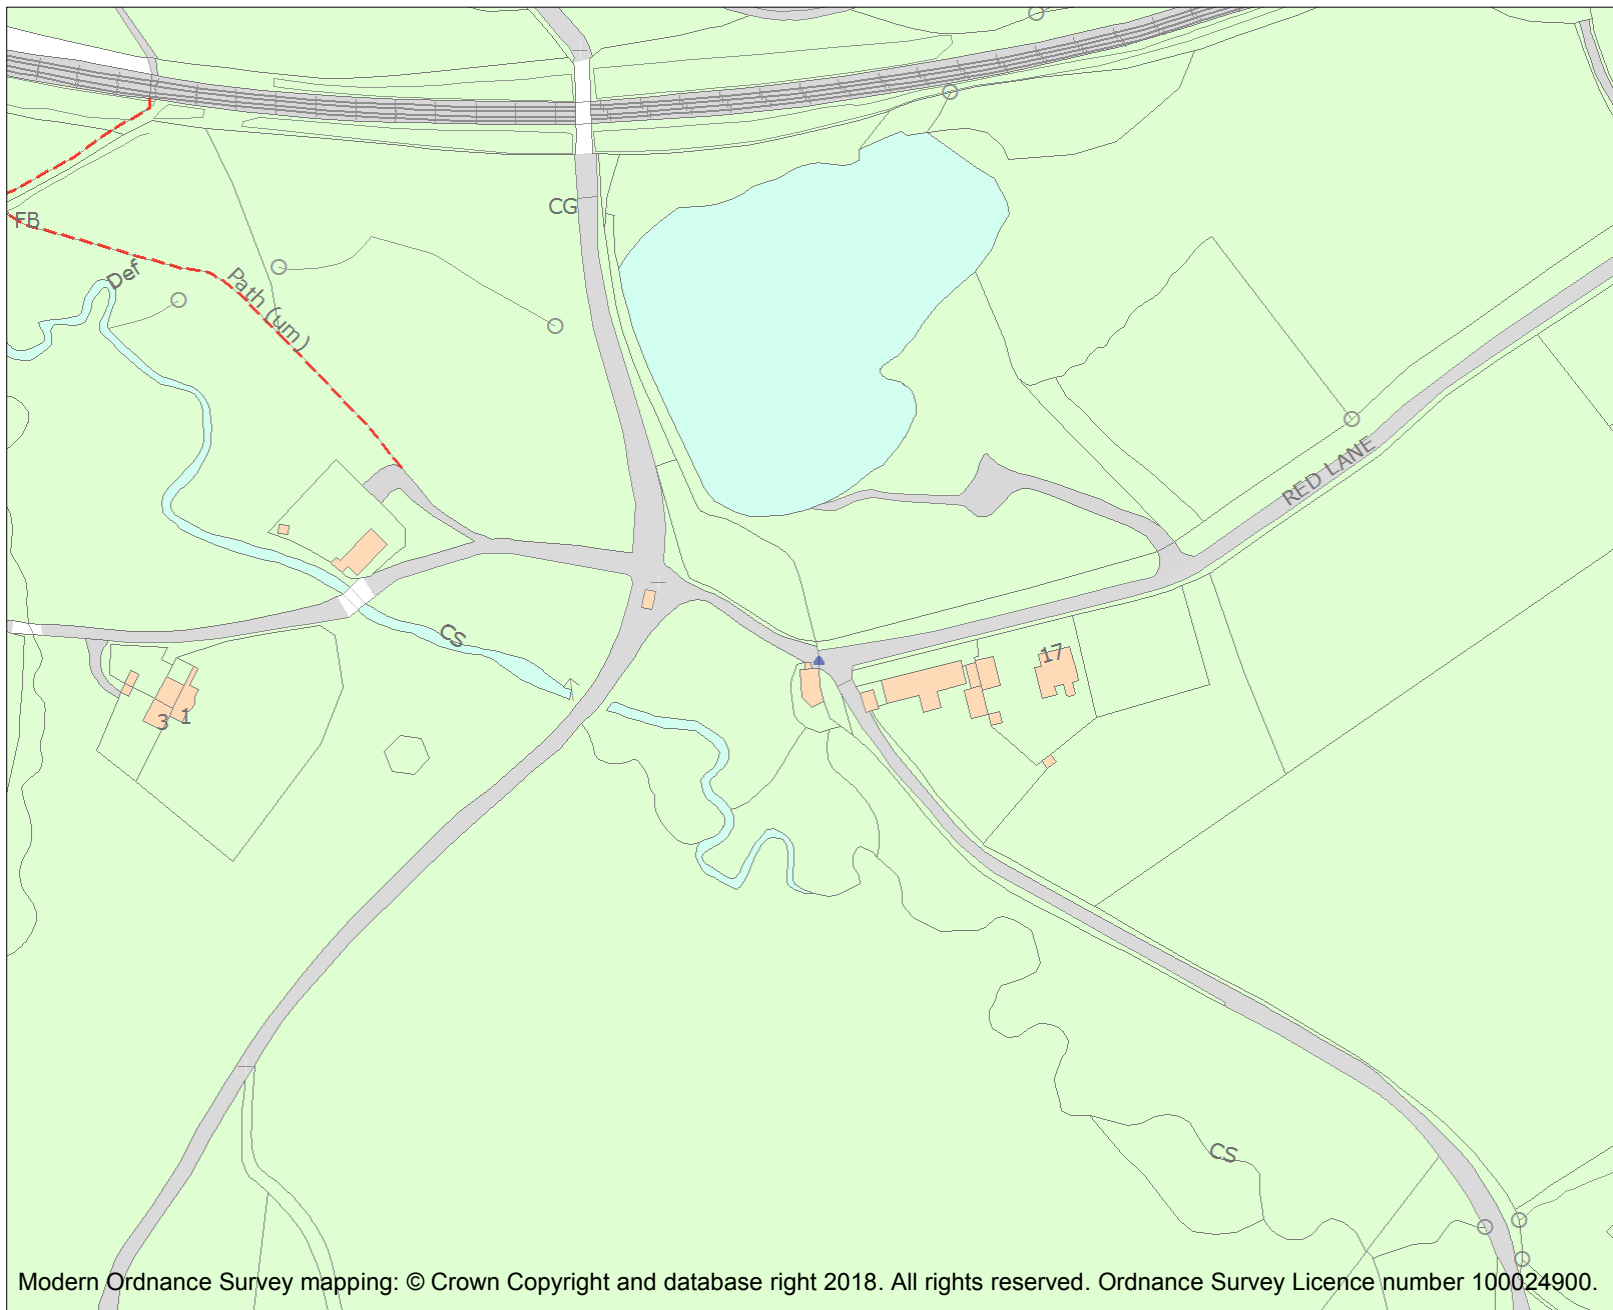 CG
FB
Def
Path (um)
RED LANE
CS
17
3
1
CS
Modern Ordnance Survey mapping: © Crown Copyright and database right 2018. All rights reserved. Ordnance Survey Licence number 100024900.